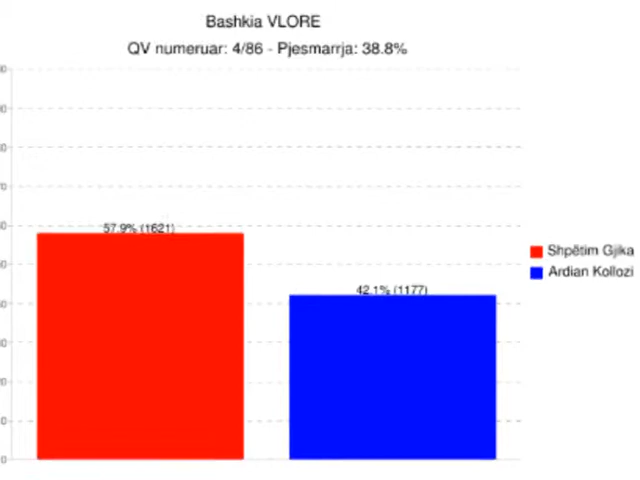 Bashkia VLORE
QV numeruar: 4/86 - Pjesmarrja: 38.8%
57.9% (1621)
42.1% (1177)
Shpëtim Gjika
Ardian Kollozi